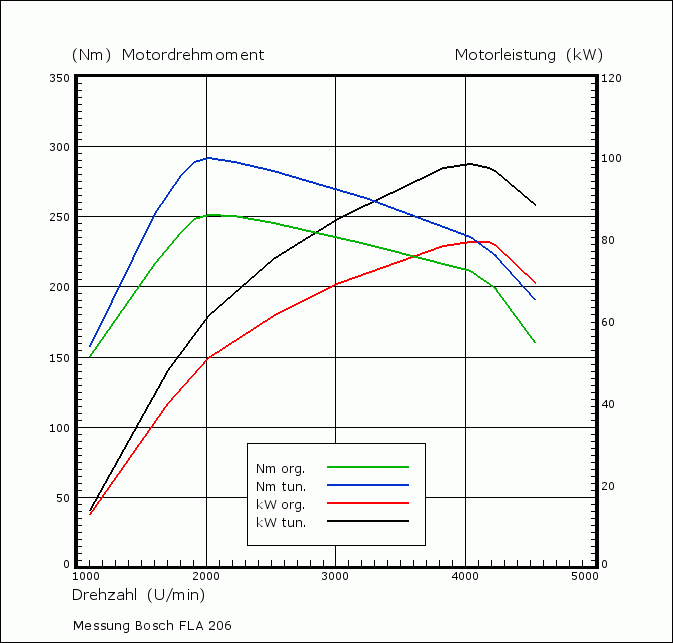 (Nm) Motordrehmoment Motorleistung (kW)
350 120
300 100
250 80
200 60
150 40
100 20
50 0
0
1000 2000 3000 4000 5000
Nm org.
Nm tun.
kW org.
kW tun.
Drehzahl (U/min)
Messung Bosch FLA 206